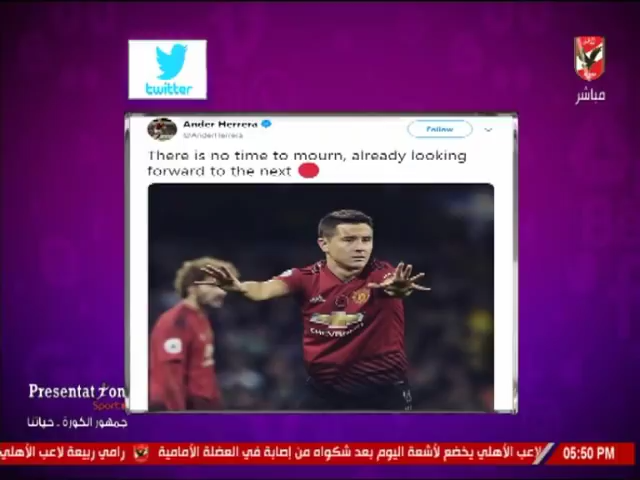 twitter
مباشر
Ander Herrera
@AnderHerrera
Follow
There is no time to mourn, already looking
forward to the next
CHEVROLET
Presentation
Sports
جمهور الكورة .. حياتنا
لاعب الأهلي يخضع لأشعة اليوم بعد شكواه من إصابة في العضلة الأمامية
رامي ربيعة لاعب الأهلي
05:50 PM